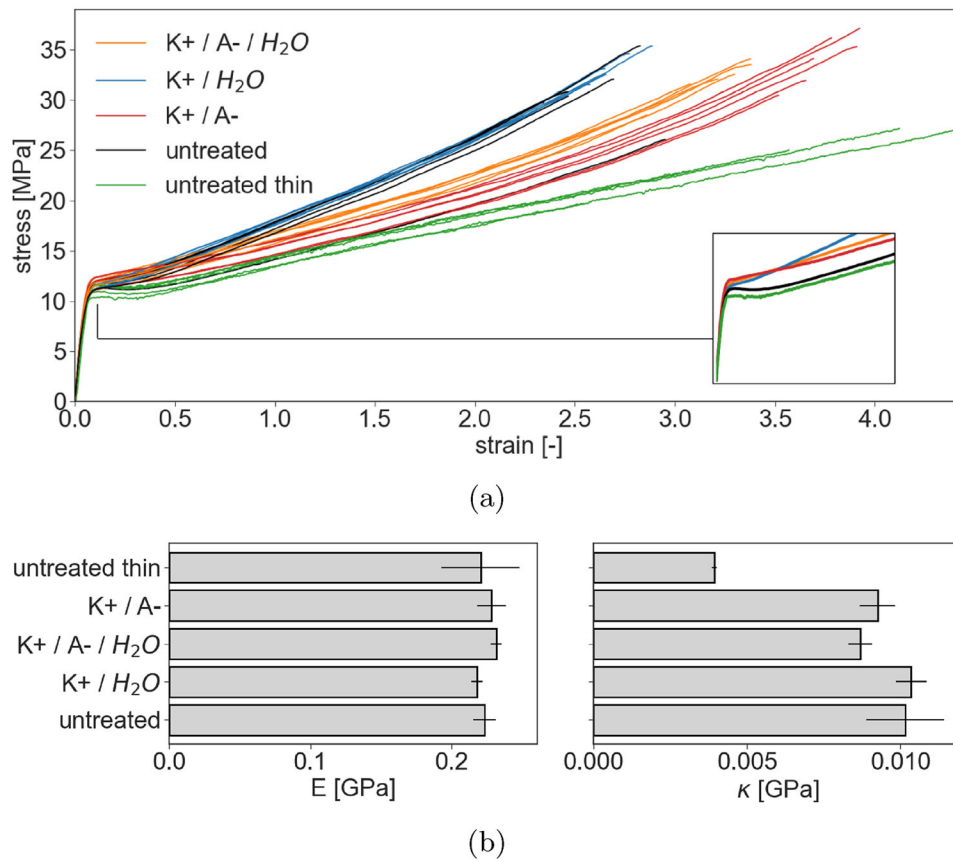 stress [MPa]
35
30
25
20
15
10
5
0
K+ / A- / H₂O
K+ / H₂O
K+ / A-
untreated
untreated thin
0.0 0.5 1.0 1.5 2.0 2.5 3.0 3.5 4.0
strain [-]
(a)
untreated thin
K+ / A-
K+ / A- / H₂O
K+ / H₂O
untreated
0.0 0.1 0.2
E [GPa]
0.000 0.005 0.010
κ [GPa]
(b)